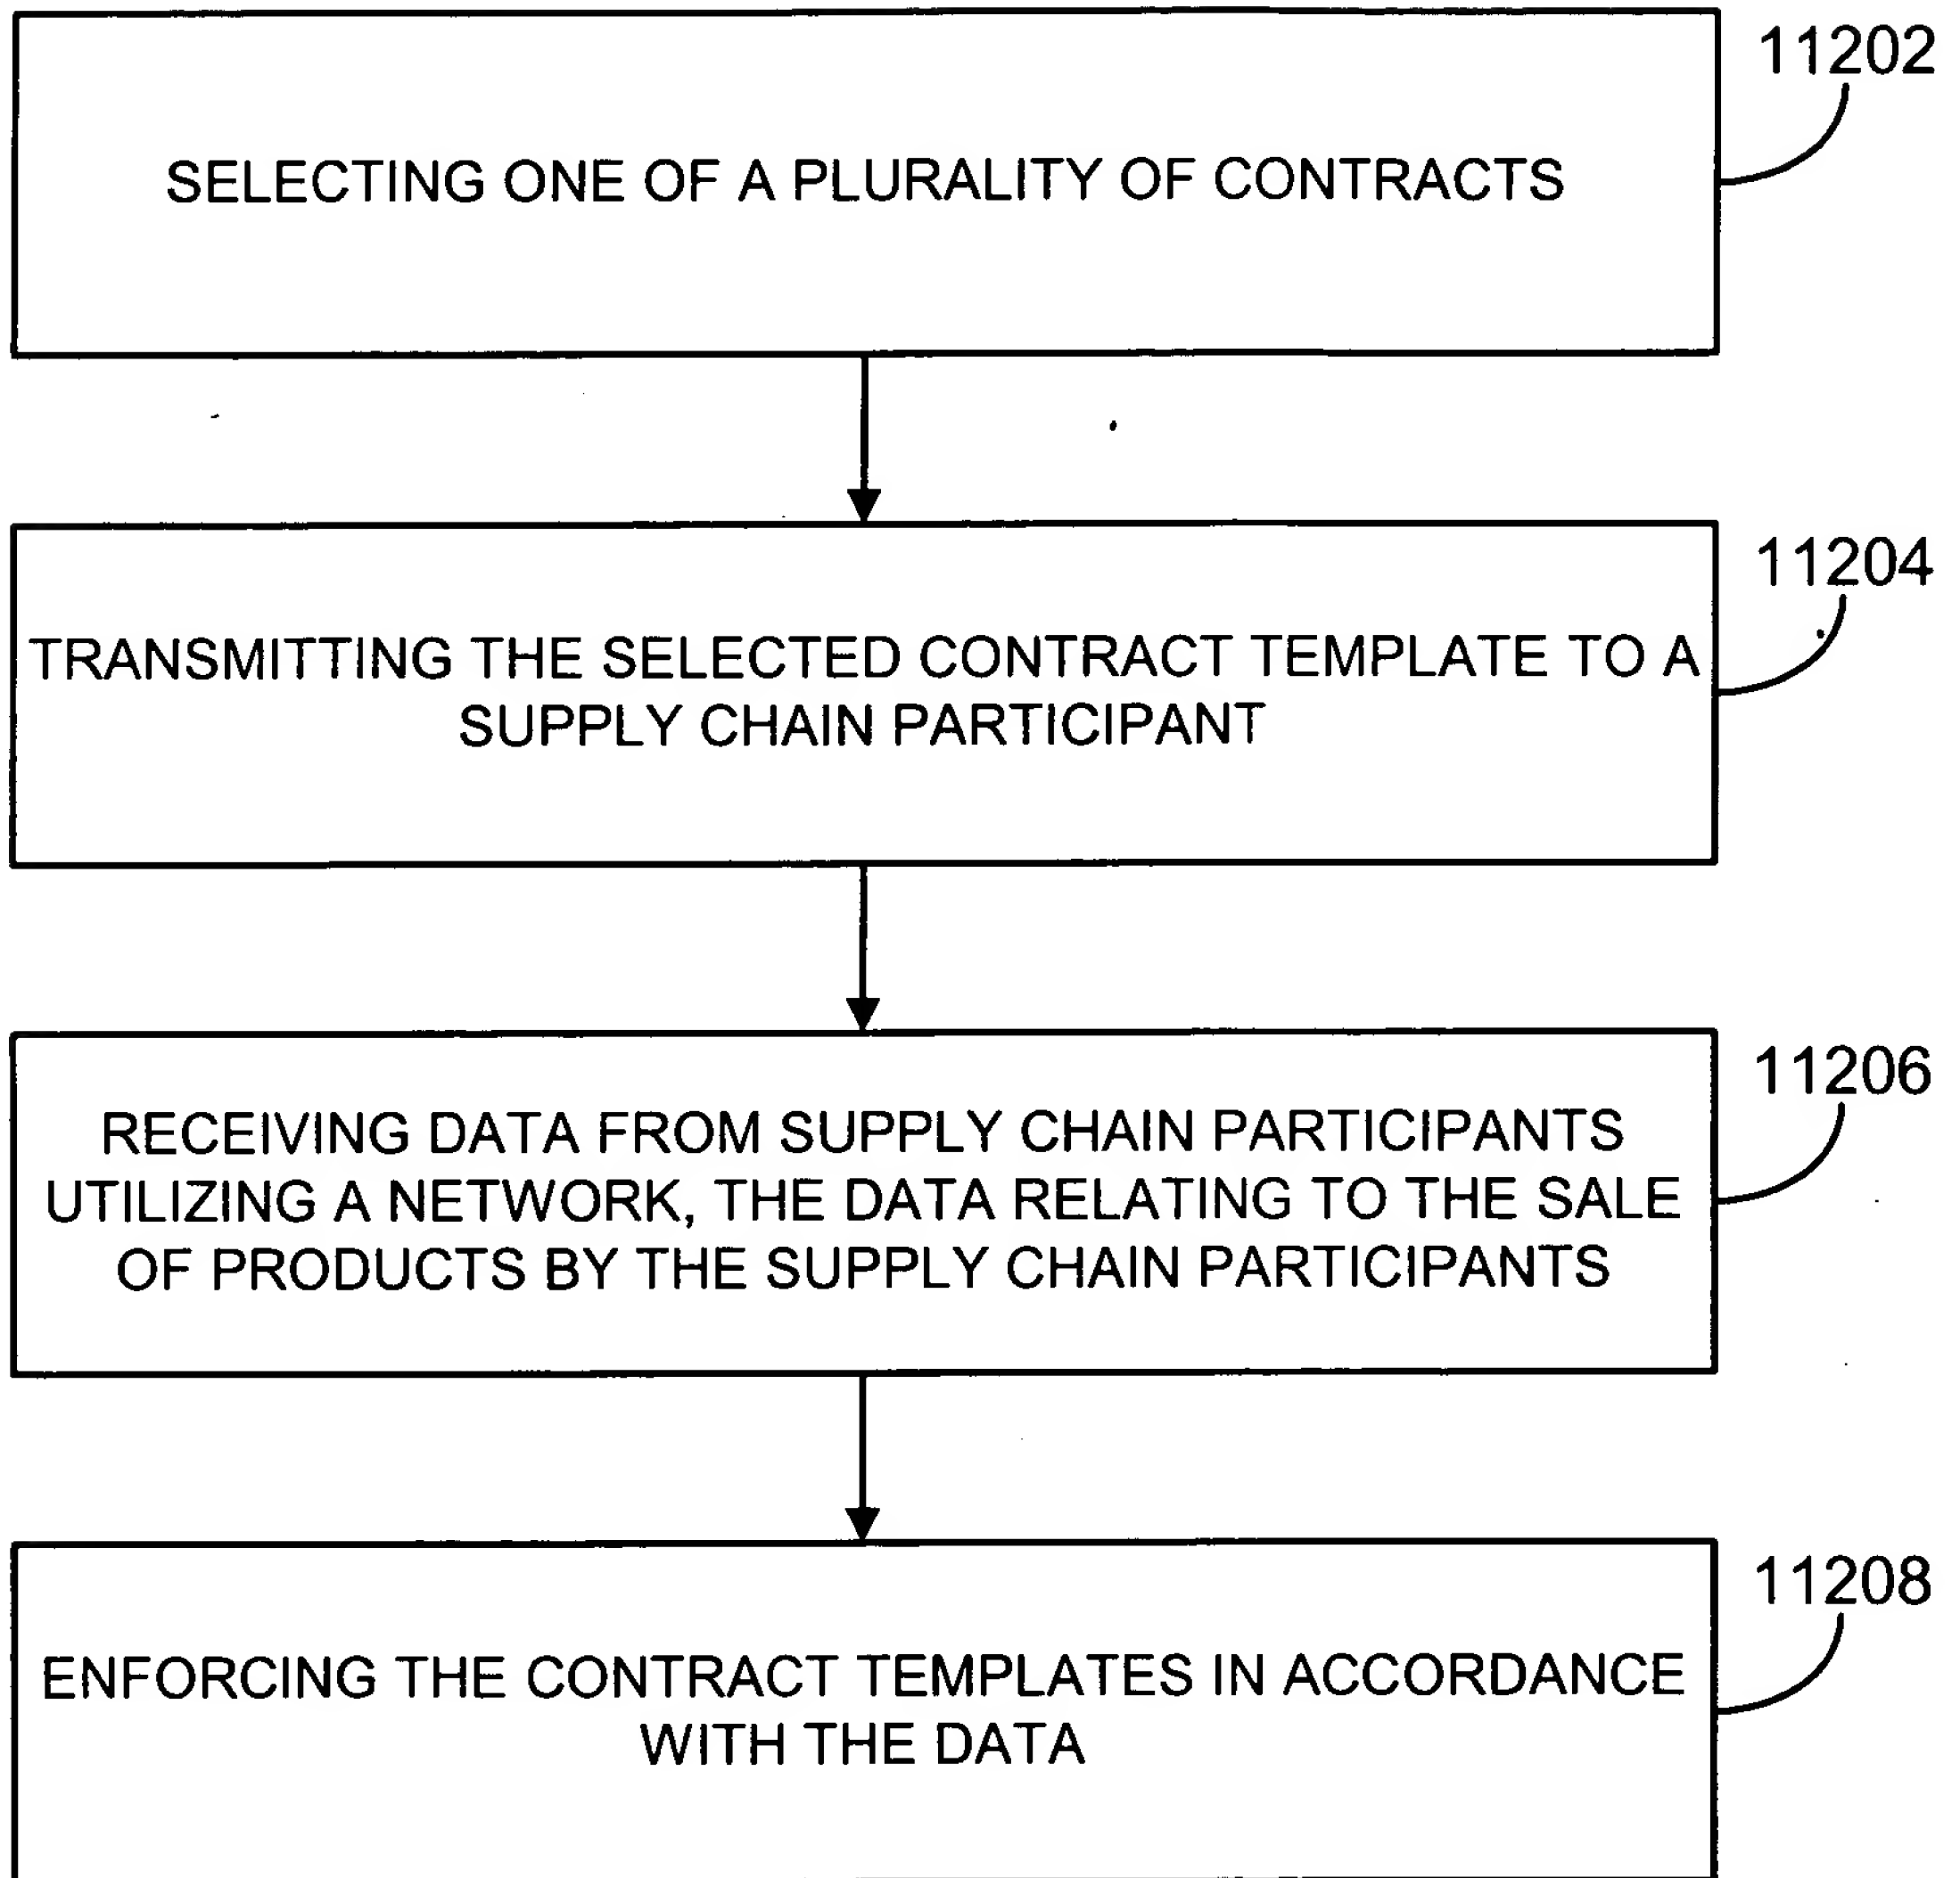 11202
SELECTING ONE OF A PLURALITY OF CONTRACTS
11204
TRANSMITTING THE SELECTED CONTRACT TEMPLATE TO A
SUPPLY CHAIN PARTICIPANT
11206
RECEIVING DATA FROM SUPPLY CHAIN PARTICIPANTS
UTILIZING A NETWORK, THE DATA RELATING TO THE SALE
OF PRODUCTS BY THE SUPPLY CHAIN PARTICIPANTS
11208
ENFORCING THE CONTRACT TEMPLATES IN ACCORDANCE
WITH THE DATA